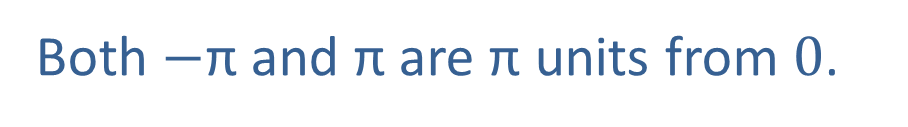 Both −π and π are π units from 0.